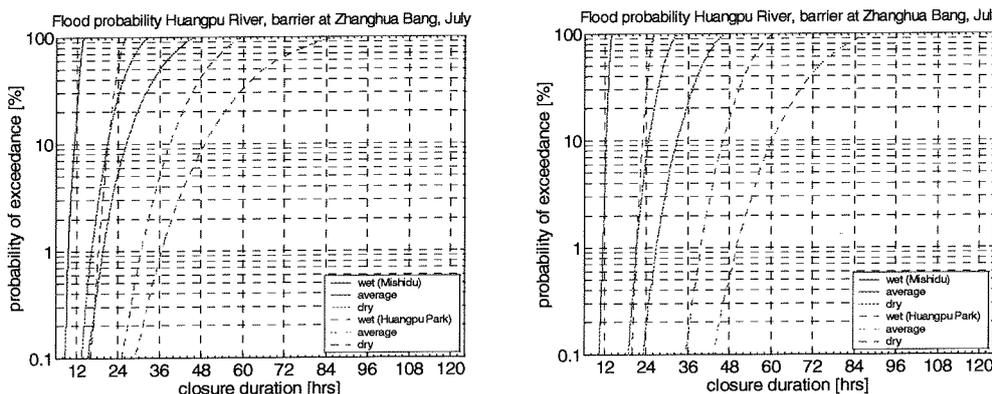 Flood probability Huangpu River, barrier at Zhanghua Bang, July
probability of exceedance [%]
100
10
1
0.1
12 24 36 48 60 72 84 96 108 120
closure duration [hrs]
wet (Mishidu)
average
dry
wet (Huangpu Park)
average
dry
Flood probability Huangpu River, barrier at Zhanghua Bang, Jul
probability of exceedance [%]
100
10
1
0.1
12 24 36 48 60 72 84 96 108 120
closure duration [hrs]
wet (Mishidu)
average
dry
wet (Huangpu Park)
average
dry